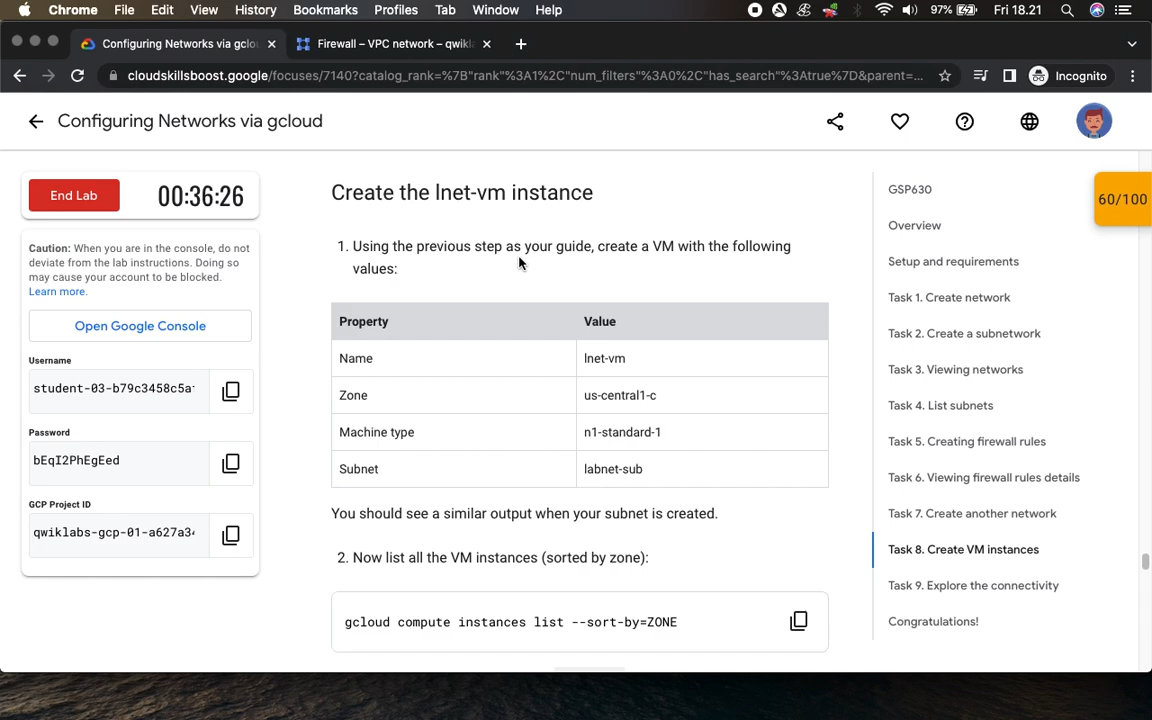 Chrome File Edit View History Bookmarks Profiles Tab Window Help 97% Fri 18.21
Configuring Networks via gclou
Firewall – VPC network – qwikl
cloudskillsboost.google/focuses/7140?catalog_rank=%7B"rank"%3A1%2C"num_filters"%3A0%2C"has_search"%3Atrue%7D&parent=...
Incognito
Configuring Networks via gcloud
End Lab
00:36:26
Caution: When you are in the console, do not
deviate from the lab instructions. Doing so
may cause your account to be blocked.
Learn more.
Open Google Console
Username
student-03-b79c3458c5a
Password
bEqI2PhEgEed
GCP Project ID
qwiklabs-gcp-01-a627a3
Create the lnet-vm instance
1. Using the previous step as your guide, create a VM with the following
values:
Property Value
Name lnet-vm
Zone us-central1-c
Machine type n1-standard-1
Subnet labnet-sub
You should see a similar output when your subnet is created.
2. Now list all the VM instances (sorted by zone):
gcloud compute instances list --sort-by=ZONE
GSP630
Overview
Setup and requirements
Task 1. Create network
Task 2. Create a subnetwork
Task 3. Viewing networks
Task 4. List subnets
Task 5. Creating firewall rules
Task 6. Viewing firewall rules details
Task 7. Create another network
Task 8. Create VM instances
Task 9. Explore the connectivity
Congratulations!
60/100